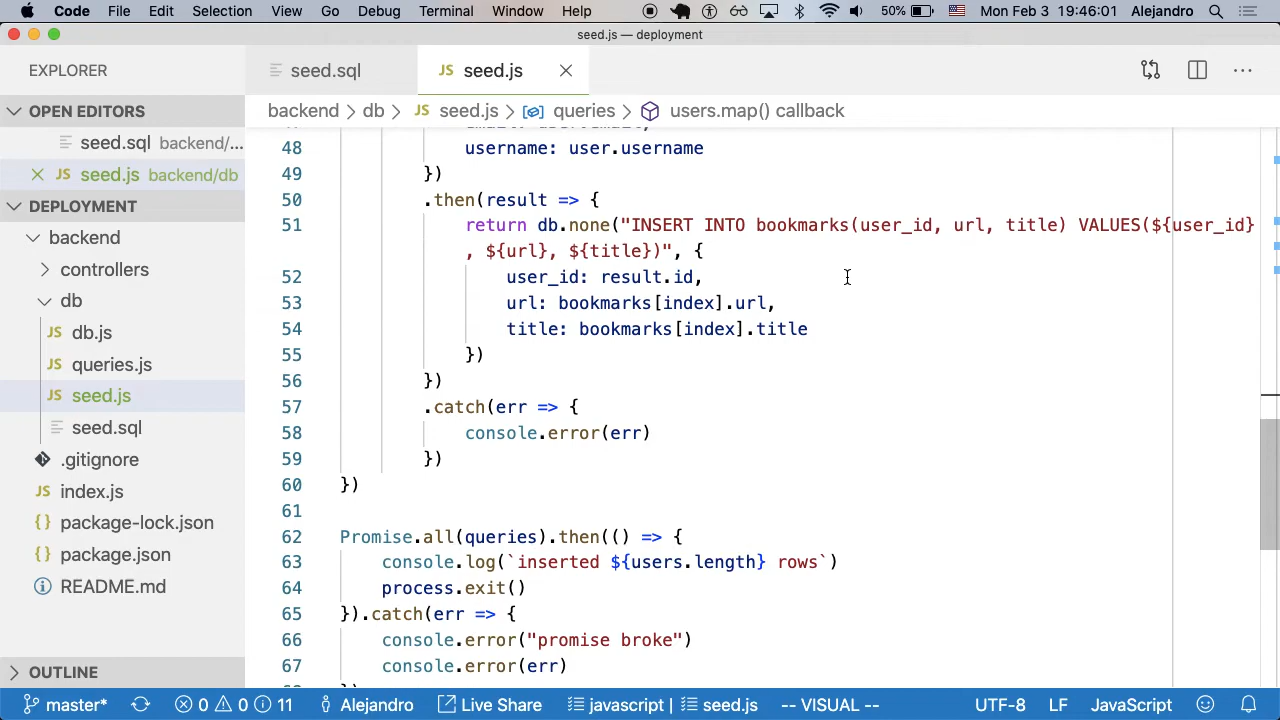 Code File Edit Selection View Go Debug Terminal Window Help 50% Mon Feb 3 19:46:01 Alejandro
seed.js — deployment
EXPLORER
seed.sql
JS seed.js
OPEN EDITORS
seed.sql backend/...
JS seed.js backend/db
DEPLOYMENT
backend
controllers
db
JS db.js
JS queries.js
JS seed.js
seed.sql
.gitignore
JS index.js
{} package-lock.json
{} package.json
README.md
OUTLINE
backend > db > JS seed.js > queries > users.map() callback
48 username: user.username
49 })
50 .then(result => {
51 return db.none("INSERT INTO bookmarks(user_id, url, title) VALUES(${user_id}
, ${url}, ${title})", {
52 user_id: result.id,
53 url: bookmarks[index].url,
54 title: bookmarks[index].title
55 })
56 })
57 .catch(err => {
58 console.error(err)
59 })
60 })
61
62 Promise.all(queries).then(() => {
63 console.log(`inserted ${users.length} rows`)
64 process.exit()
65 }).catch(err => {
66 console.error("promise broke")
67 console.error(err)
master* 0 0 11 Alejandro Live Share javascript | seed.js -- VISUAL -- UTF-8 LF JavaScript